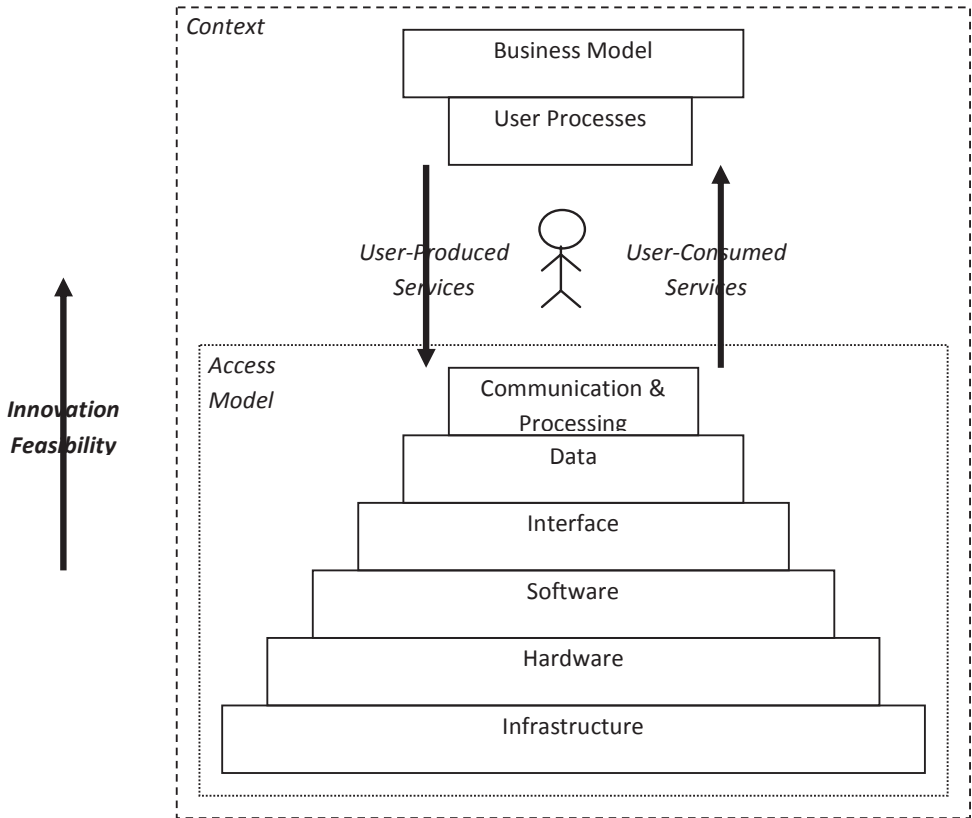 Context
Business Model
User Processes
User-Produced
Services
User-Consumed
Services
Access
Model
Communication &
Processing
Innovation
Feasibility
Data
Interface
Software
Hardware
Infrastructure